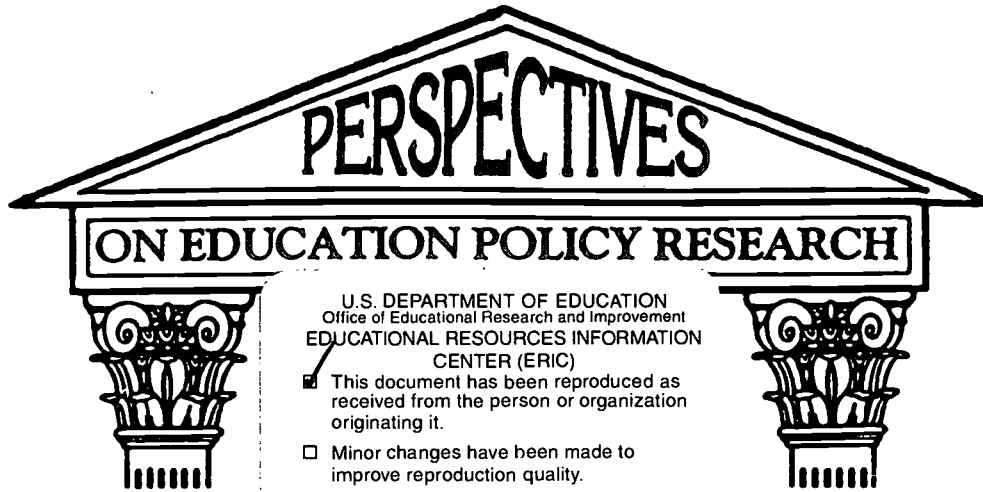 PERSPECTIVES
ON EDUCATION POLICY RESEARCH
U.S. DEPARTMENT OF EDUCATION
Office of Educational Research and Improvement
EDUCATIONAL RESOURCES INFORMATION
CENTER (ERIC)
☑ This document has been reproduced as
received from the person or organization
originating it.
☐ Minor changes have been made to
improve reproduction quality.